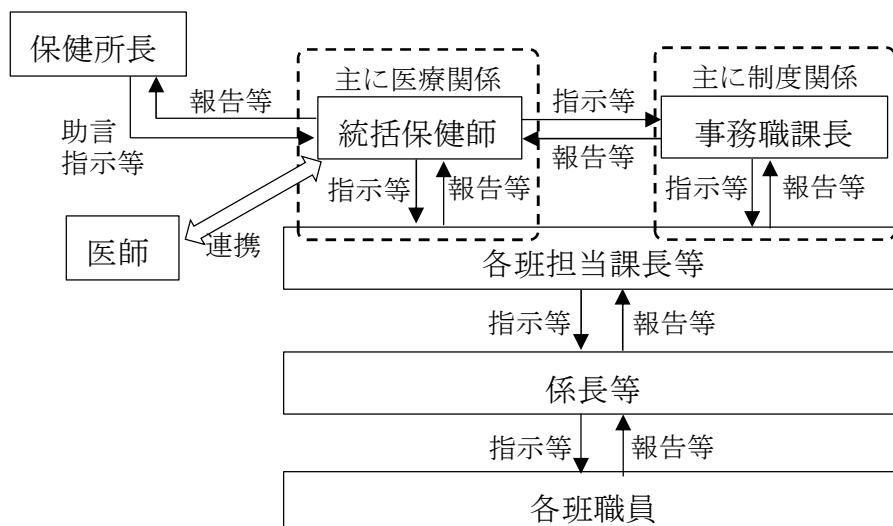 保健所長
主に医療関係
主に制度関係
報告等
指示等
助言
指示等
統括保健師
事務職課長
報告等
指示等
報告等
指示等
報告等
医師
連携
各班担当課長等
指示等
報告等
係長等
指示等
報告等
各班職員